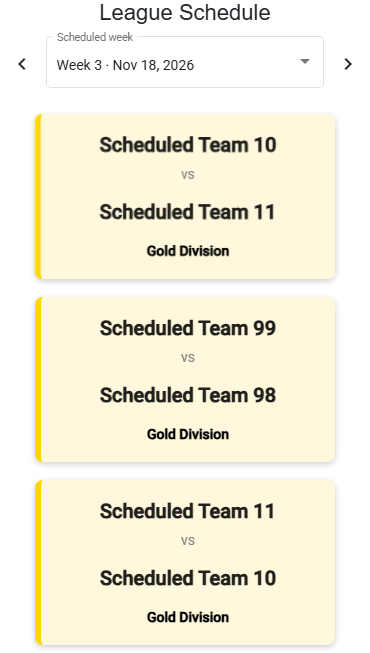 League Schedule
Scheduled week
Week 3 · Nov 18, 2026
Scheduled Team 10
vs
Scheduled Team 11
Gold Division
Scheduled Team 99
vs
Scheduled Team 98
Gold Division
Scheduled Team 11
vs
Scheduled Team 10
Gold Division